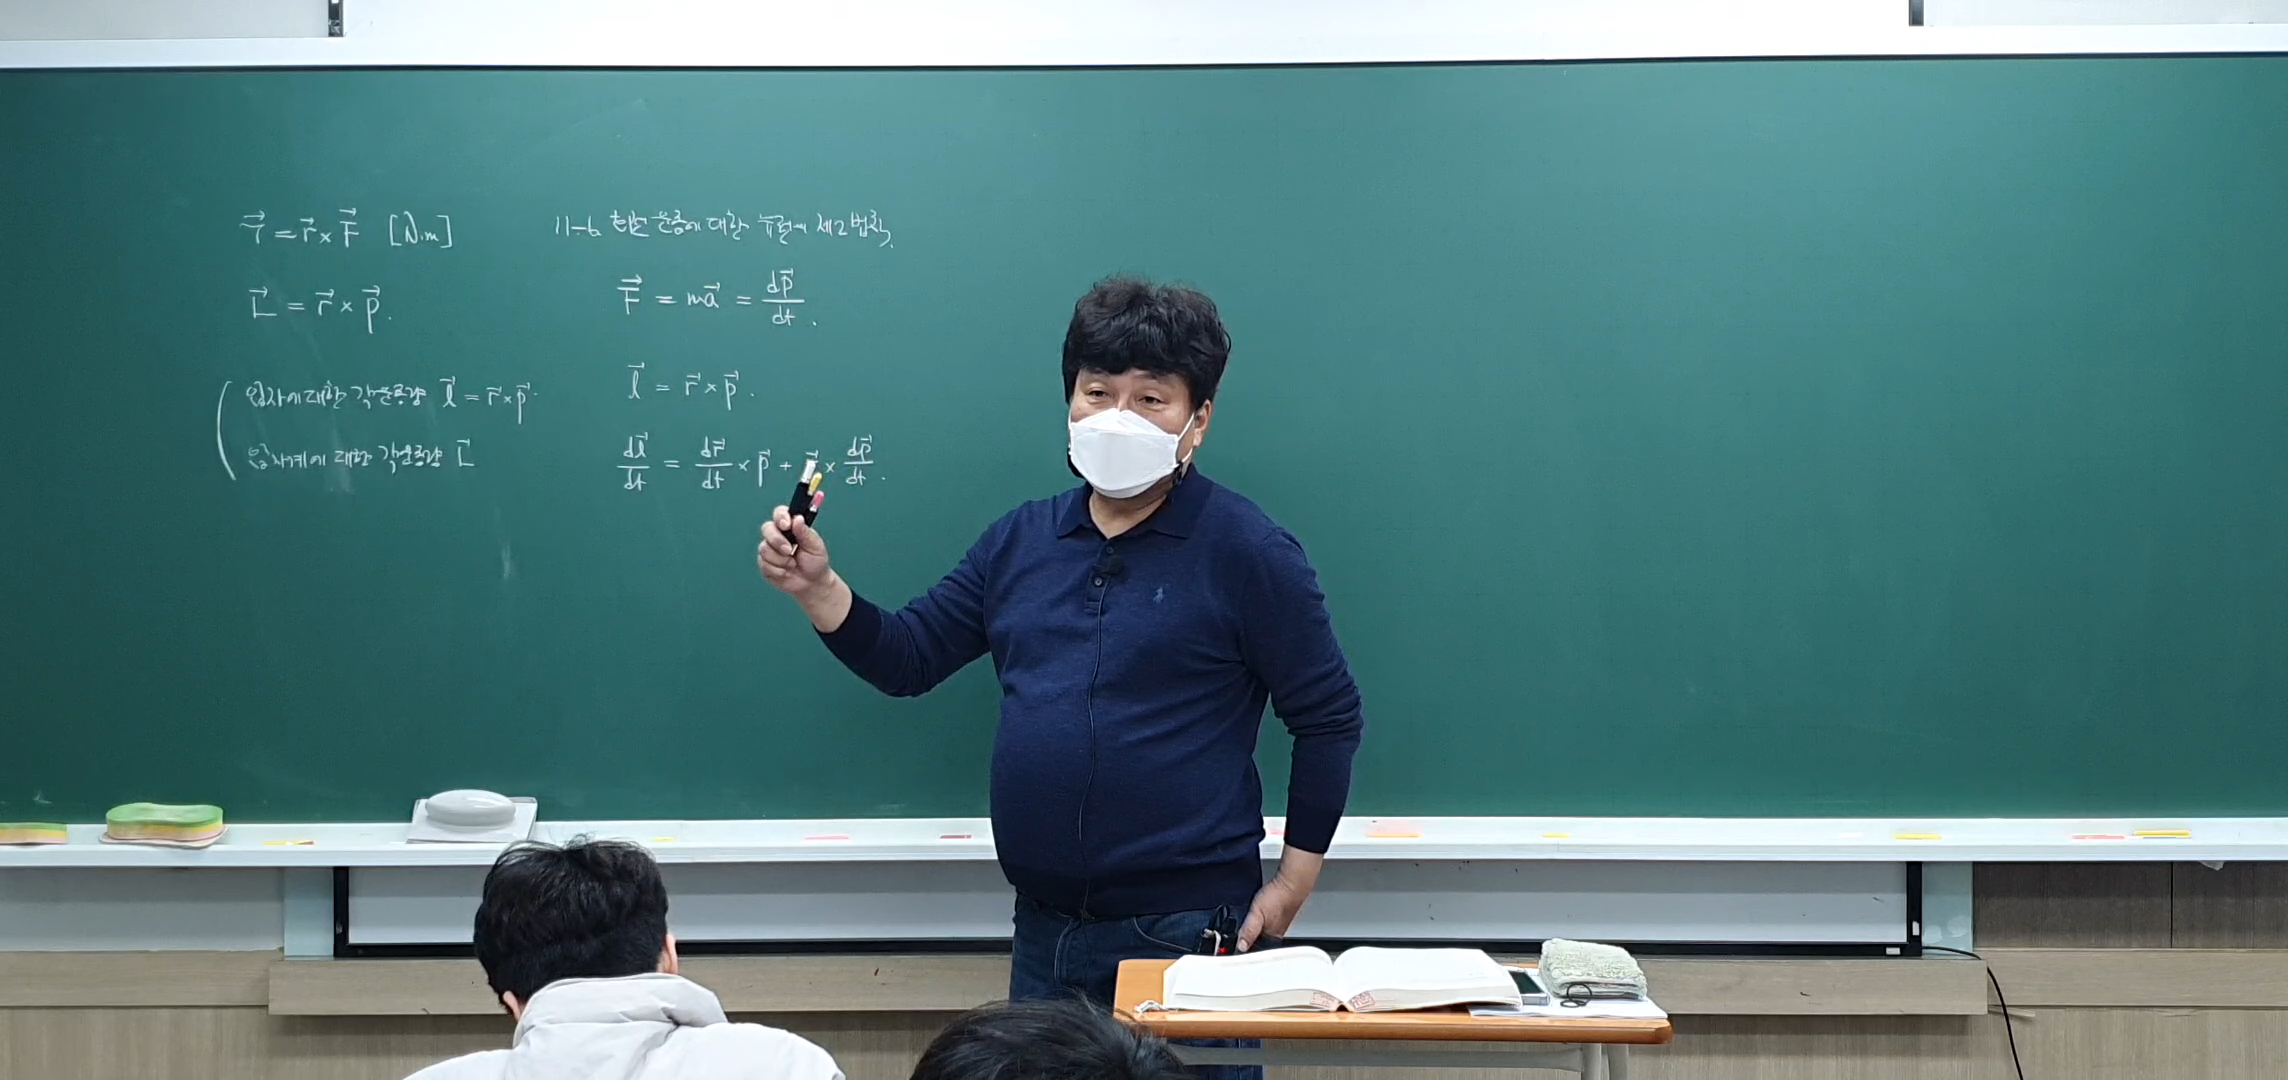 τ⃗ = r⃗ × F⃗ [N.m]
L⃗ = r⃗ × p⃗.
입자에 대한 각운동량 l⃗ = r⃗ × p⃗.
입자계에 대한 각운동량 L⃗
11-6 회전 운동에 대한 뉴턴의 제2법칙.
F⃗ = ma⃗ = dp⃗/dt.
l⃗ = r⃗ × p⃗.
dl⃗/dt = dr⃗/dt × p⃗ + r⃗ × dp⃗/dt.